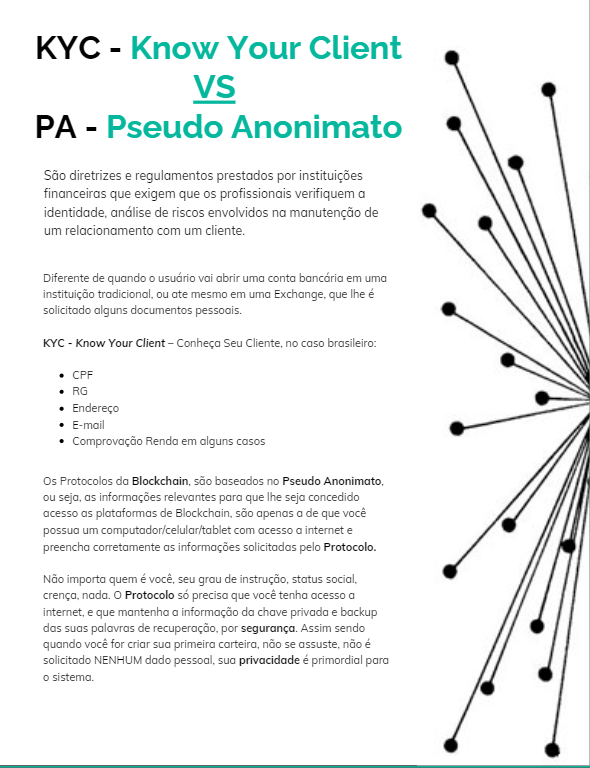 KYC - Know Your Client
VS
PA - Pseudo Anonimato
São diretrizes e regulamentos prestados por instituições
financeiras que exigem que os profissionais verifiquem a
identidade, análise de riscos envolvidos na manutenção de
um relacionamento com um cliente.
Diferente de quando o usuário vai abrir uma conta bancária em uma
instituição tradicional, ou ate mesmo em uma Exchange, que lhe é
solicitado alguns documentos pessoais.
KYC - Know Your Client – Conheça Seu Cliente, no caso brasileiro:
• CPF
• RG
• Endereço
• E-mail
• Comprovação Renda em alguns casos
Os Protocolos da Blockchain, são baseados no Pseudo Anonimato,
ou seja, as informações relevantes para que lhe seja concedido
acesso as plataformas de Blockchain, são apenas a de que você
possua um computador/celular/tablet com acesso a internet e
preencha corretamente as informações solicitadas pelo Protocolo.
Não importa quem é você, seu grau de instrução, status social,
crença, nada. O Protocolo só precisa que você tenha acesso a
internet, e que mantenha a informação da chave privada e backup
das suas palavras de recuperação, por segurança. Assim sendo
quando você for criar sua primeira carteira, não se assuste, não é
solicitado NENHUM dado pessoal, sua privacidade é primordial para
o sistema.